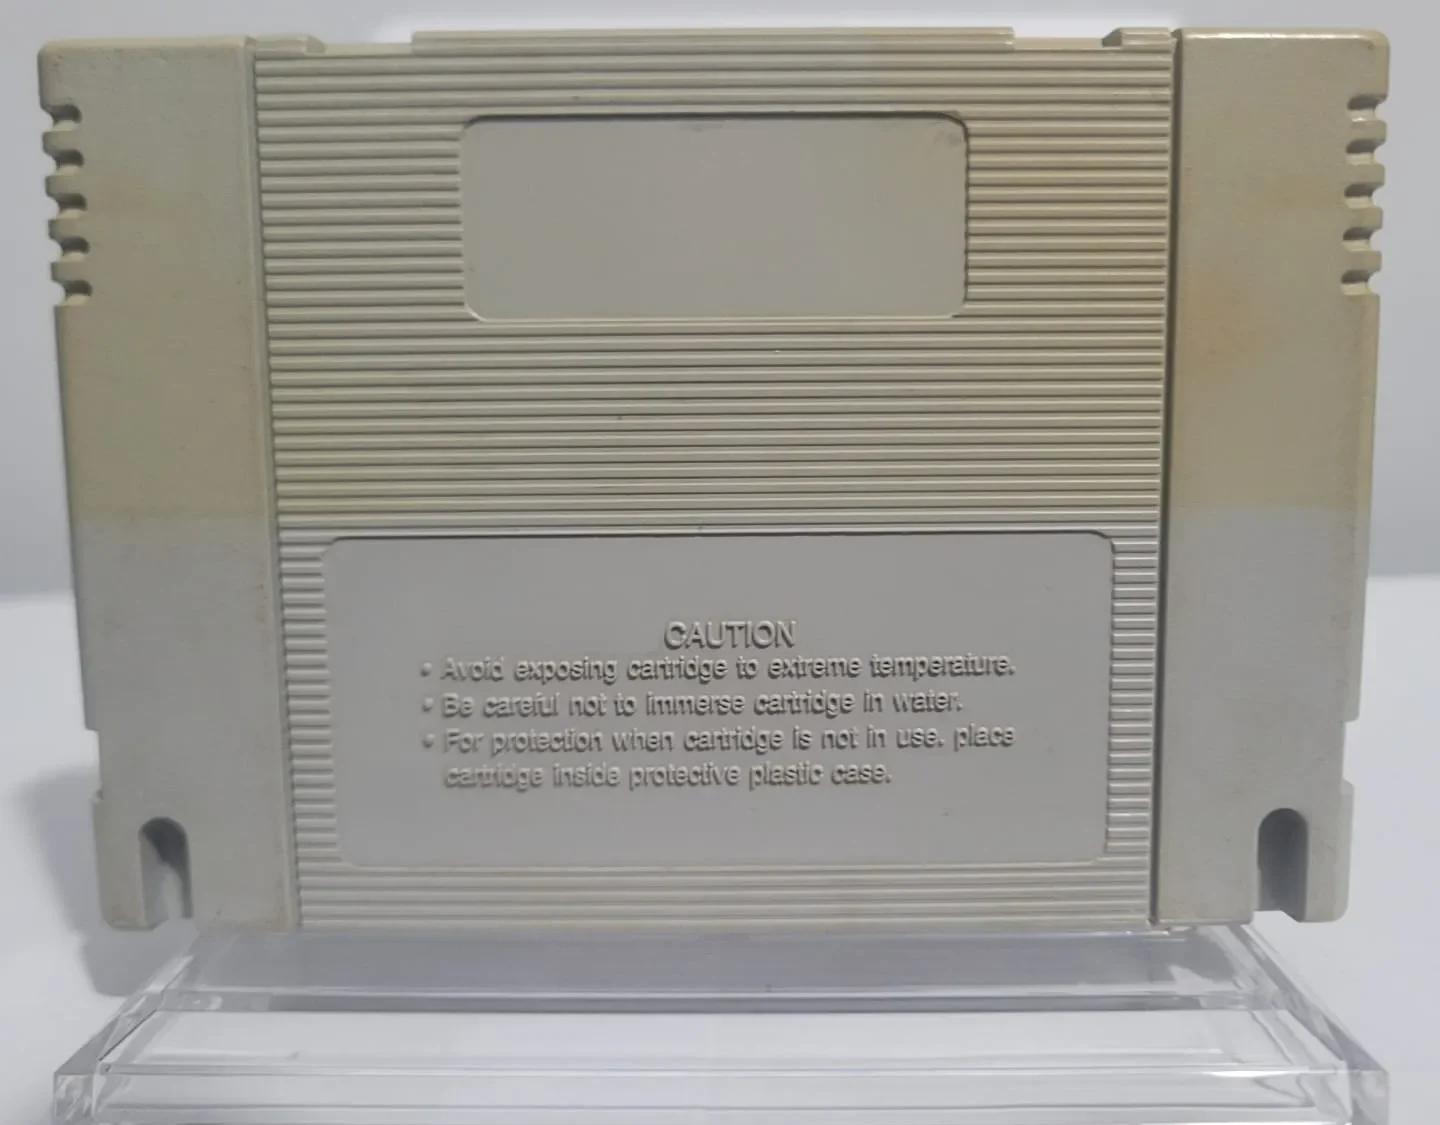 CAUTION
• Avoid exposing cartridge to extreme temperature.
• Be careful not to immerse cartridge in water.
• For protection when cartridge is not in use. place
cartridge inside protective plastic case.